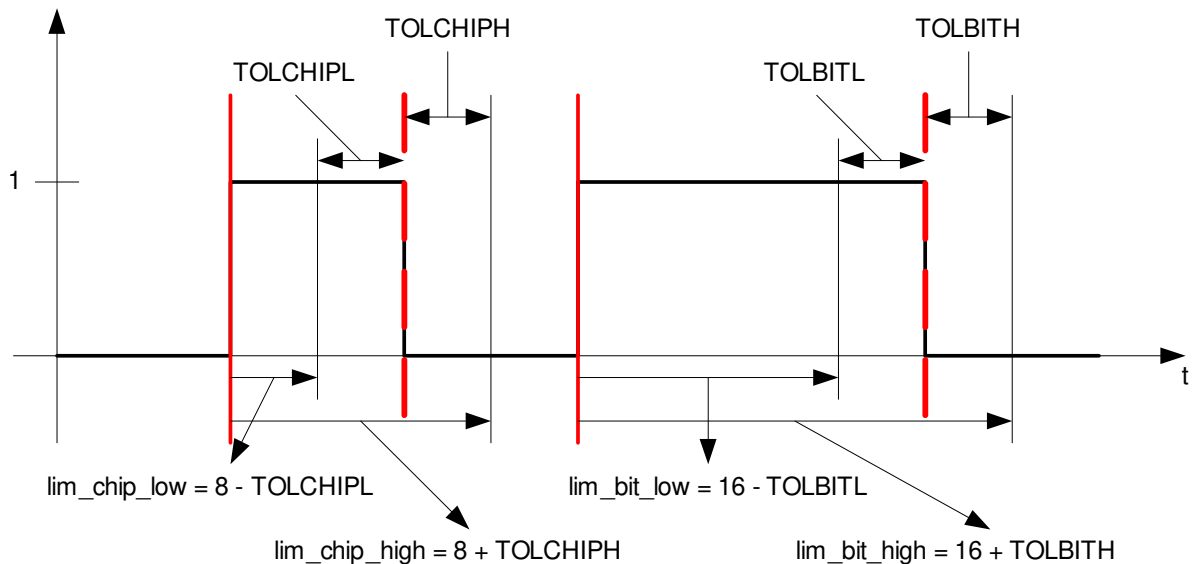 TOLCHIPH
TOLBITH
TOLCHIPL
TOLBITL
1
t
lim_chip_low = 8 - TOLCHIPL
lim_bit_low = 16 - TOLBITL
lim_chip_high = 8 + TOLCHIPH
lim_bit_high = 16 + TOLBITH